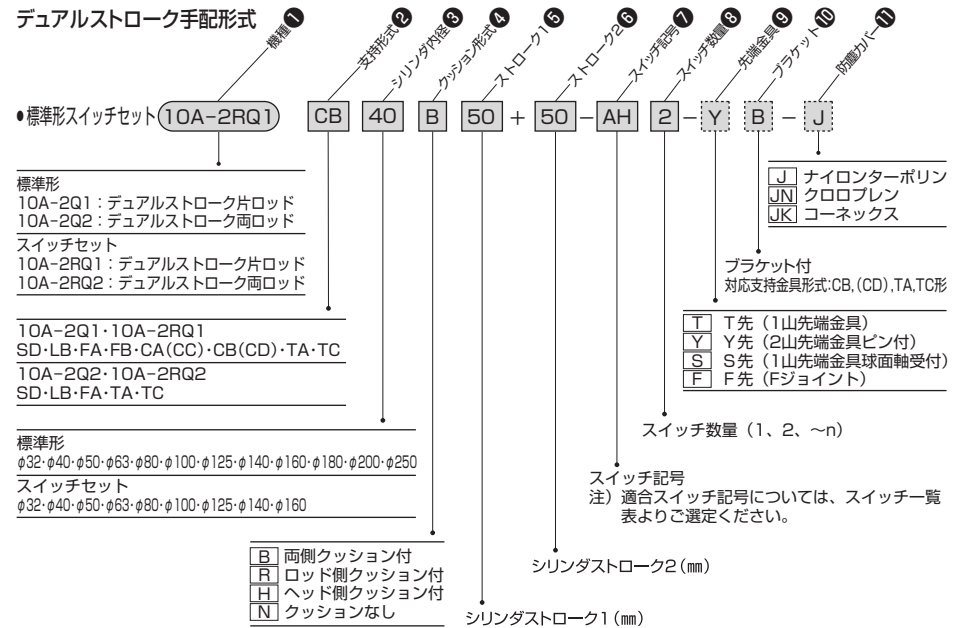 デュアルストローク手配形式
機種❶
支持形式❷
シリンダ内径❸
クッション形式❹
ストローク1❺
ストローク2❻
スイッチ記号❼
スイッチ数量❽
先端金具❾
ブラケット❿
防塵カバー⓫
●標準形スイッチセット 10A−2RQ1 CB 40 B 50 + 50 − AH 2 − Y B − J
標準形
10A−2Q1：デュアルストローク片ロッド
10A−2Q2：デュアルストローク両ロッド
スイッチセット
10A−2RQ1：デュアルストローク片ロッド
10A−2RQ2：デュアルストローク両ロッド
10A−2Q1・10A−2RQ1
SD・LB・FA・FB・CA(CC)・CB(CD)・TA・TC
10A−2Q2・10A−2RQ2
SD・LB・FA・TA・TC
標準形
φ32・φ40・φ50・φ63・φ80・φ100・φ125・φ140・φ160・φ180・φ200・φ250
スイッチセット
φ32・φ40・φ50・φ63・φ80・φ100・φ125・φ140・φ160
B 両側クッション付
R ロッド側クッション付
H ヘッド側クッション付
N クッションなし
シリンダストローク1（㎜）
シリンダストローク2（㎜）
スイッチ記号
注）適合スイッチ記号については、スイッチ一覧
表よりご選定ください。
スイッチ数量（1、2、〜n）
T T先（1山先端金具）
Y Y先（2山先端金具ピン付）
S S先（1山先端金具球面軸受付）
F F先（Fジョイント）
ブラケット付
対応支持金具形式:CB,(CD),TA,TC形
J ナイロンターポリン
JN クロロプレン
JK コーネックス